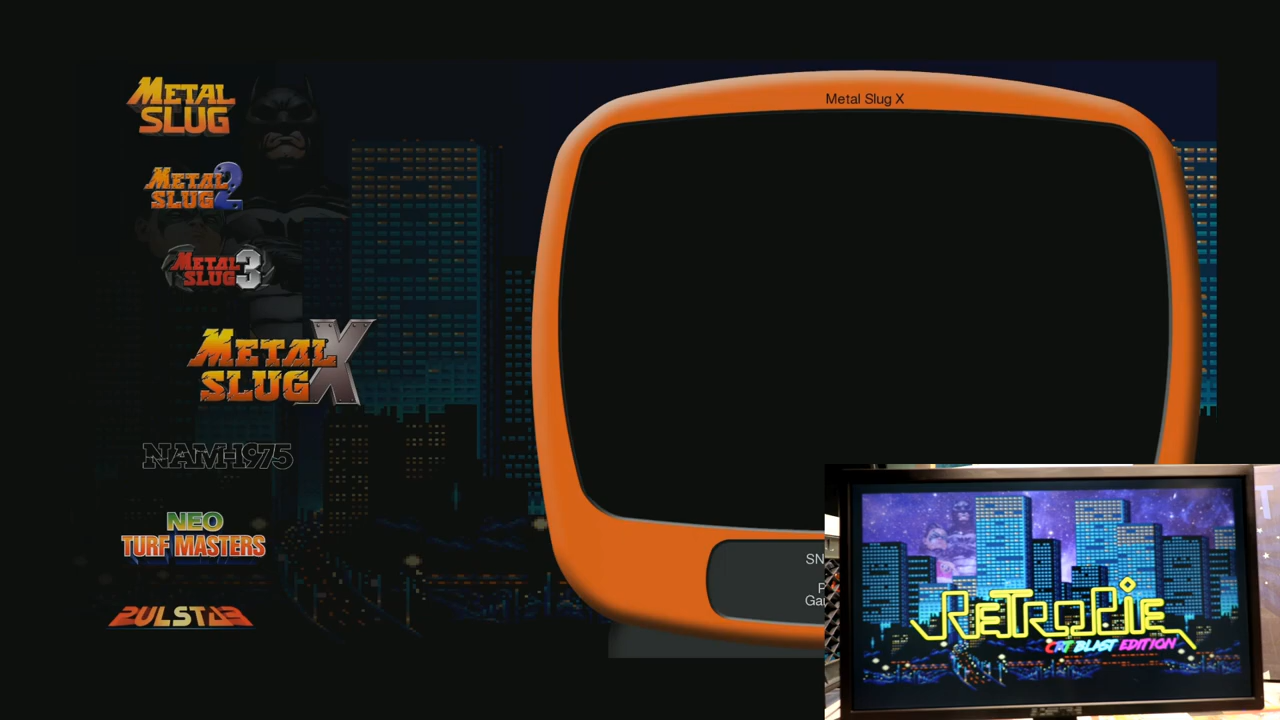 METAL
SLUG
METAL
SLUG 2
METAL
SLUG 3
METAL
SLUG X
NAM-1975
NEO
TURF MASTERS
PULSTAR
Metal Slug X
SN
RETROPIE
CRT BLAST EDITION